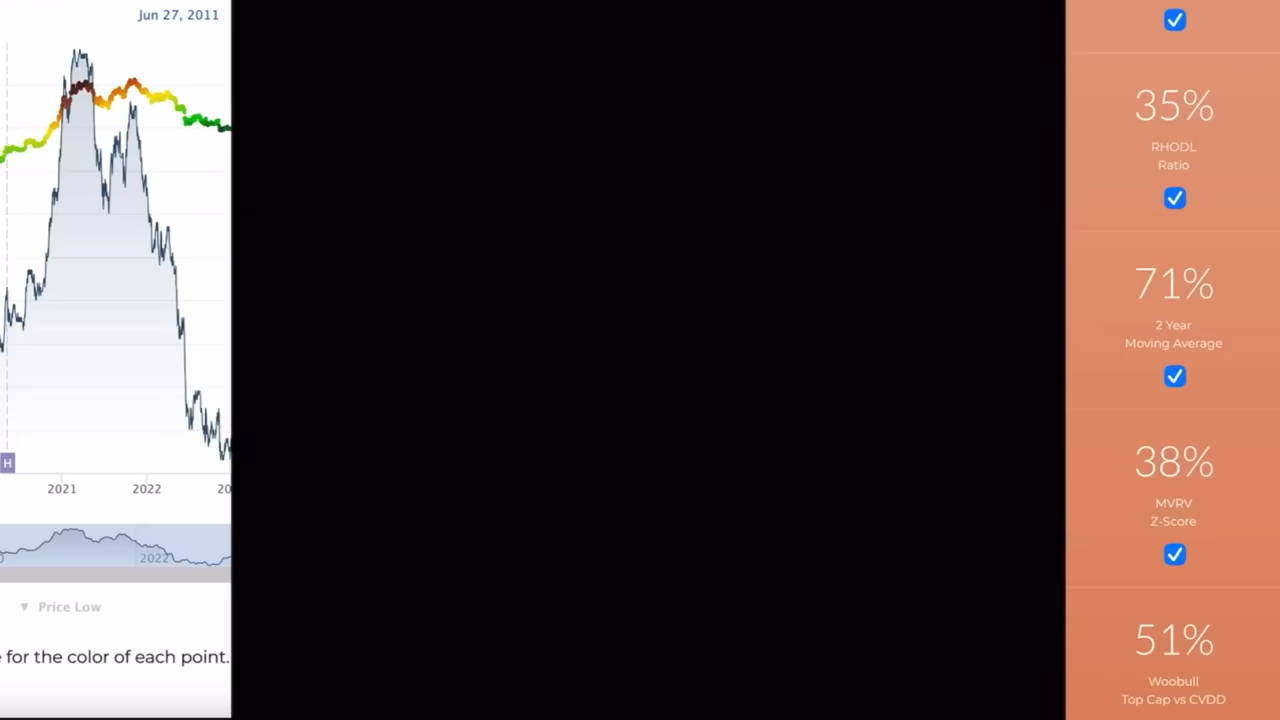 Jun 27, 2011
H
2021
2022
20
2022
▼ Price Low
for the color of each point.
35%
RHODL
Ratio
71%
2 Year
Moving Average
38%
MVRV
Z-Score
51%
Woobull
Top Cap vs CVDD